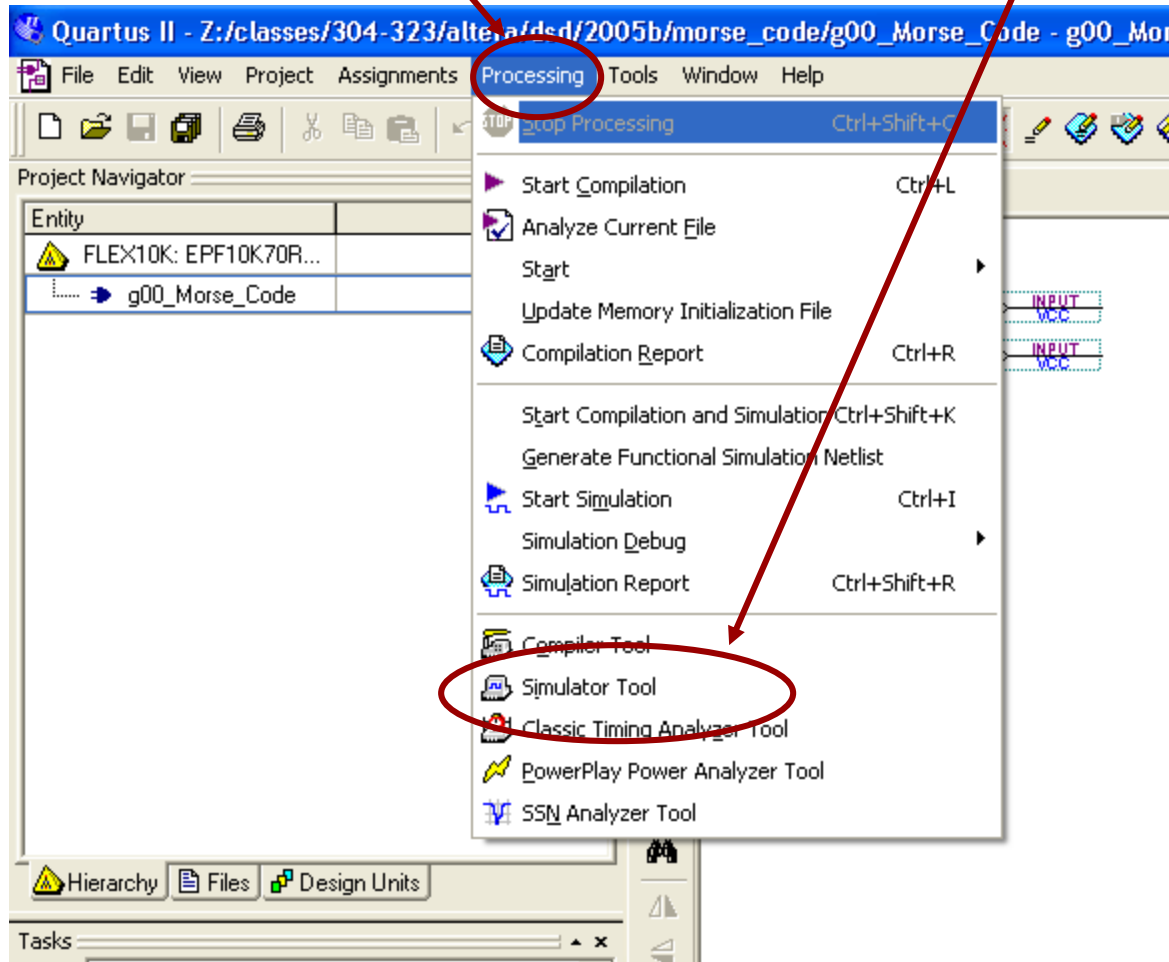 Quartus II - Z:/classes/304-323/altera/dsd/2005b/morse_code/g00_Morse_Code - g00_Mor
File Edit View Project Assignments Processing Tools Window Help
Stop Processing Ctrl+Shift+C
Project Navigator
Start Compilation Ctrl+L
Entity
Analyze Current File
FLEX10K: EPF10K70R...
Start
g00_Morse_Code
Update Memory Initialization File
INPUT
VCC
Compilation Report Ctrl+R
INPUT
VCC
Start Compilation and Simulation Ctrl+Shift+K
Generate Functional Simulation Netlist
Start Simulation Ctrl+I
Simulation Debug
Simulation Report Ctrl+Shift+R
Compiler Tool
Simulator Tool
Classic Timing Analyzer Tool
PowerPlay Power Analyzer Tool
SSN Analyzer Tool
Hierarchy Files Design Units
Tasks